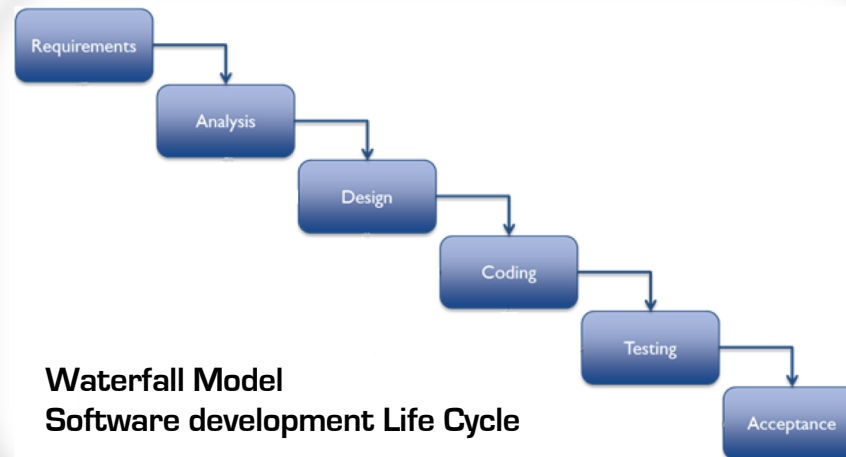 Requirements
Analysis
Design
Coding
Testing
Acceptance
Waterfall Model
Software development Life Cycle